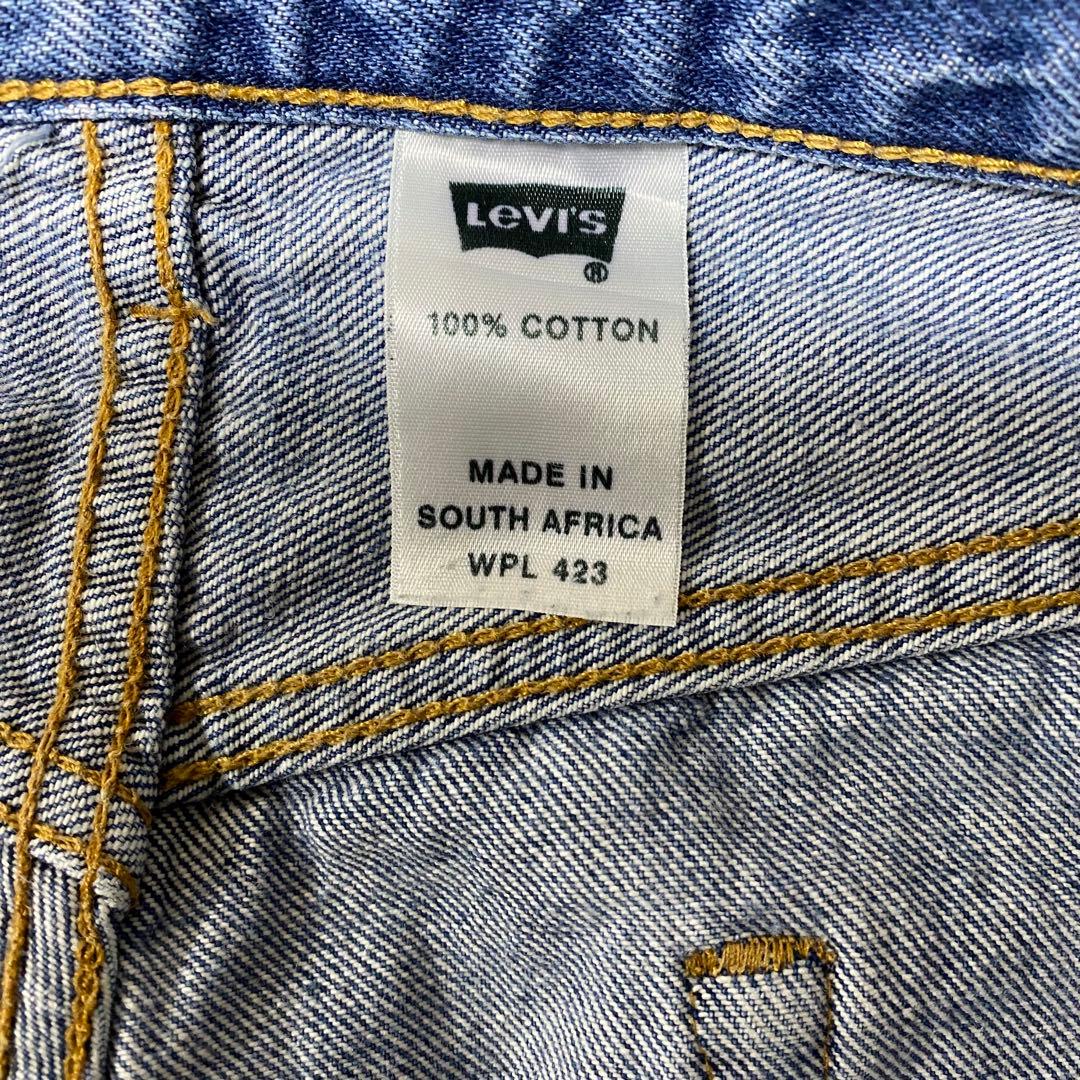 LEVI'S
®
100% COTTON
MADE IN
SOUTH AFRICA
WPL 423